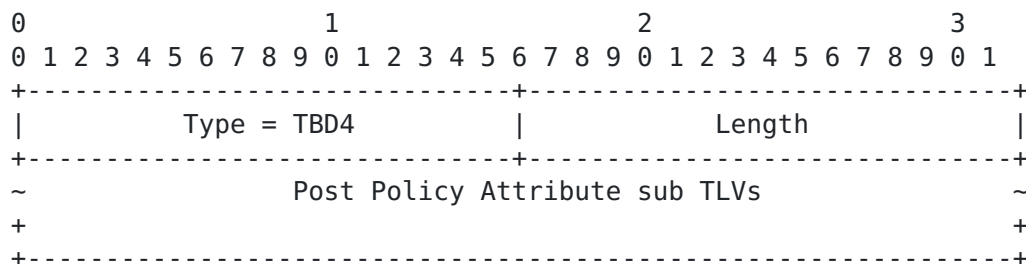 0                   1                   2                   3
0 1 2 3 4 5 6 7 8 9 0 1 2 3 4 5 6 7 8 9 0 1 2 3 4 5 6 7 8 9 0 1
+-------------------------------+-------------------------------+
|          Type = TBD4          |            Length             |
+-------------------------------+-------------------------------+
~                 Post Policy Attribute sub TLVs                ~
+                                                               +
+---------------------------------------------------------------+